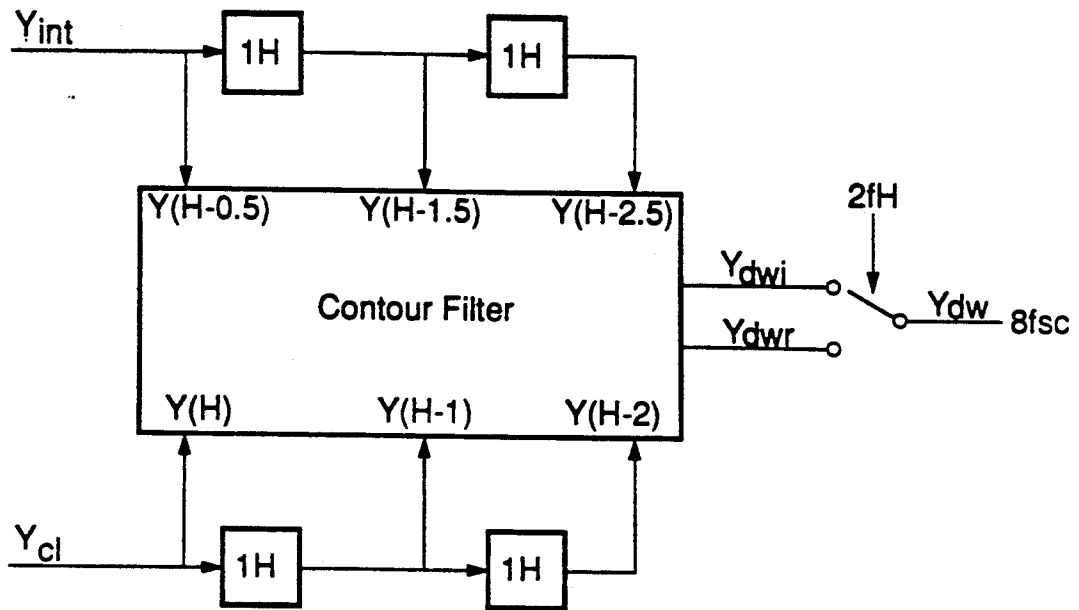 Yint
1H
1H
Y(H-0.5)
Y(H-1.5)
Y(H-2.5)
2fH
Ydwi
Contour Filter
Ydw
8fsc
Ydwr
Y(H)
Y(H-1)
Y(H-2)
Ycl
1H
1H